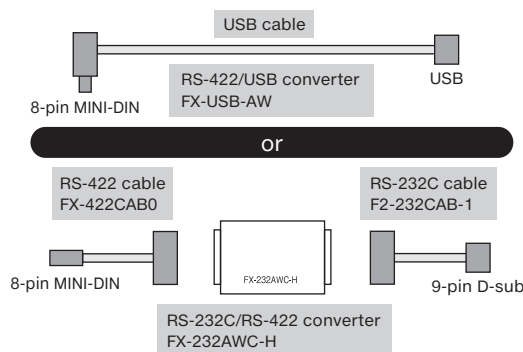 USB cable
RS-422/USB converter
FX-USB-AW
USB
8-pin MINI-DIN
or
RS-422 cable
FX-422CAB0
RS-232C cable
F2-232CAB-1
FX-232AWC-H
8-pin MINI-DIN
9-pin D-sub
RS-232C/RS-422 converter
FX-232AWC-H